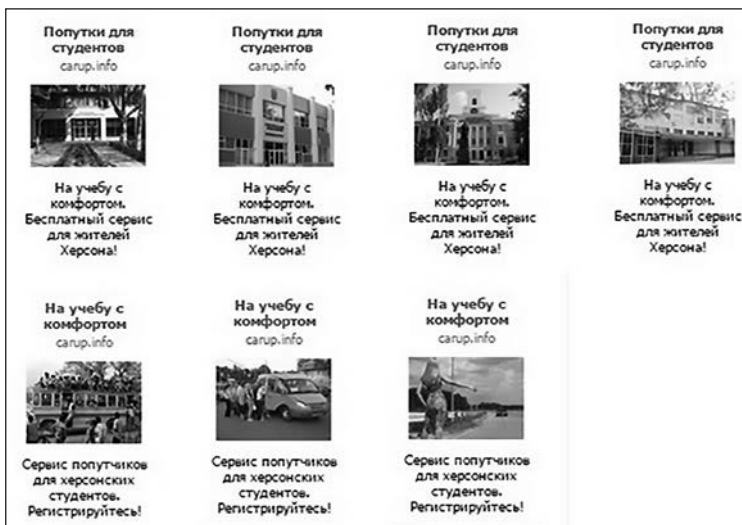 Попутки для
студентов
carup.info
На учебу с
комфортом.
Бесплатный сервис
для жителей
Херсона!
Попутки для
студентов
carup.info
На учебу с
комфортом.
Бесплатный сервис
для жителей
Херсона!
Попутки для
студентов
carup.info
На учебу с
комфортом.
Бесплатный сервис
для жителей
Херсона!
Попутки для
студентов
carup.info
На учебу с
комфортом.
Бесплатный сервис
для жителей
Херсона!
На учебу с
комфортом
carup.info
Сервис попутчиков
для херсонских
студентов.
Регистрируйтесь!
На учебу с
комфортом
carup.info
Сервис попутчиков
для херсонских
студентов.
Регистрируйтесь!
На учебу с
комфортом
carup.info
Сервис попутчиков
для херсонских
студентов.
Регистрируйтесь!